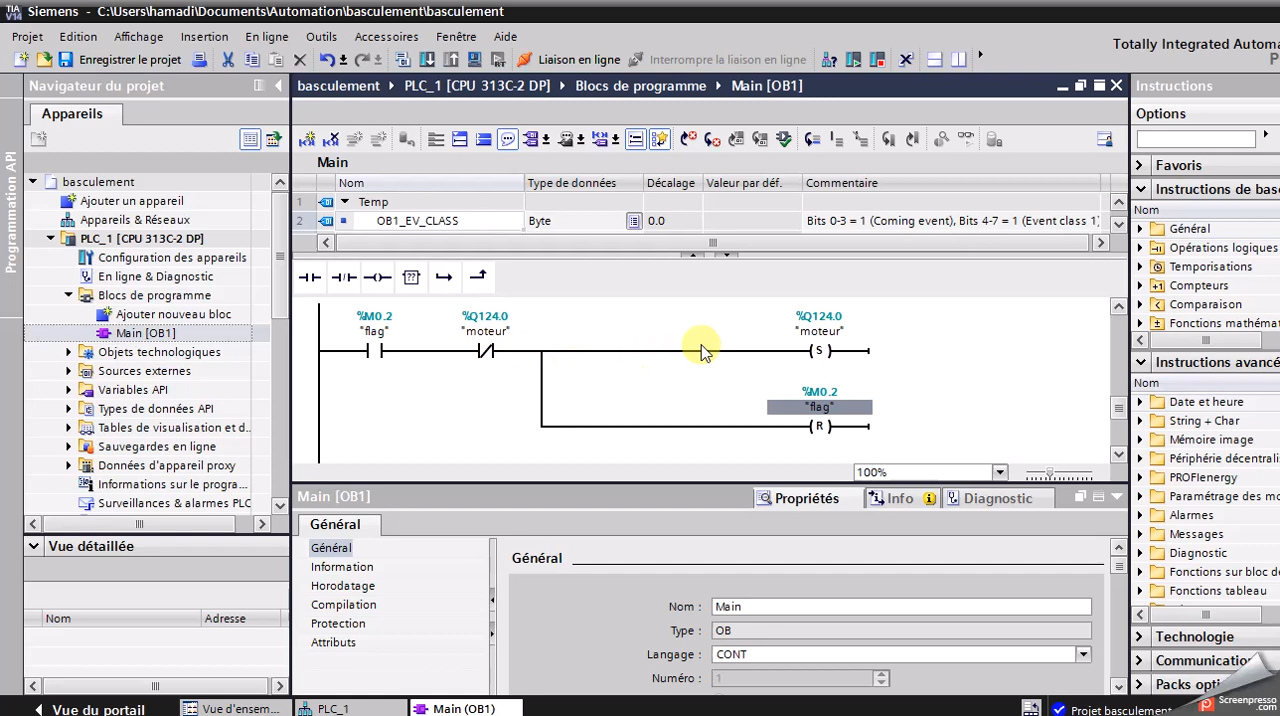 TIA V14 Siemens - C:\Users\hamadi\Documents\Automation\basculement\basculement
Projet Edition Affichage Insertion En ligne Outils Accessoires Fenêtre Aide
Totally Integrated Automa
Enregistrer le projet Liaison en ligne Interrompre la liaison en ligne
Navigateur du projet
basculement PLC_1 [CPU 313C-2 DP] Blocs de programme Main [OB1]
Instructions
Appareils
Options
Programmation API
Main
Nom Type de données Décalage Valeur par déf. Commentaire
1 Temp
2 OB1_EV_CLASS Byte 0.0 Bits 0-3 = 1 (Coming event), Bits 4-7 = 1 (Event class 1)
basculement
Ajouter un appareil
Appareils & Réseaux
PLC_1 [CPU 313C-2 DP]
Configuration des appareils
En ligne & Diagnostic
Blocs de programme
Ajouter nouveau bloc
Main [OB1]
Objets technologiques
Sources externes
Variables API
Types de données API
Tables de visualisation et d...
Sauvegardes en ligne
Données d'appareil proxy
Informations sur le progra...
Surveillances & alarmes PLC
Nom
Vue détaillée
Nom Adresse
??
%M0.2 %Q124.0 %Q124.0
"flag" "moteur" "moteur"
S
%M0.2
"flag"
R
100%
Main [OB1] Propriétés Info Diagnostic
Général
Général
Information
Horodatage
Compilation
Protection
Attributs
Général
Nom : Main
Type : OB
Langage : CONT
Numéro : 1
Favoris
Instructions de bas
Nom
Général
Opérations logiques
Temporisations
Compteurs
Comparaison
Fonctions mathéma
Instructions avancé
Nom
Date et heure
String + Char
Mémoire image
Périphérie décentrali
PROFIenergy
Paramétrage des mo
Alarmes
Messages
Diagnostic
Fonctions sur bloc de
Fonctions tableau
Technologie
Communication
Packs opti
Vue du portail Vue d'ensem... PLC_1 Main (OB1) Projet basculement
Screenpresso
.com